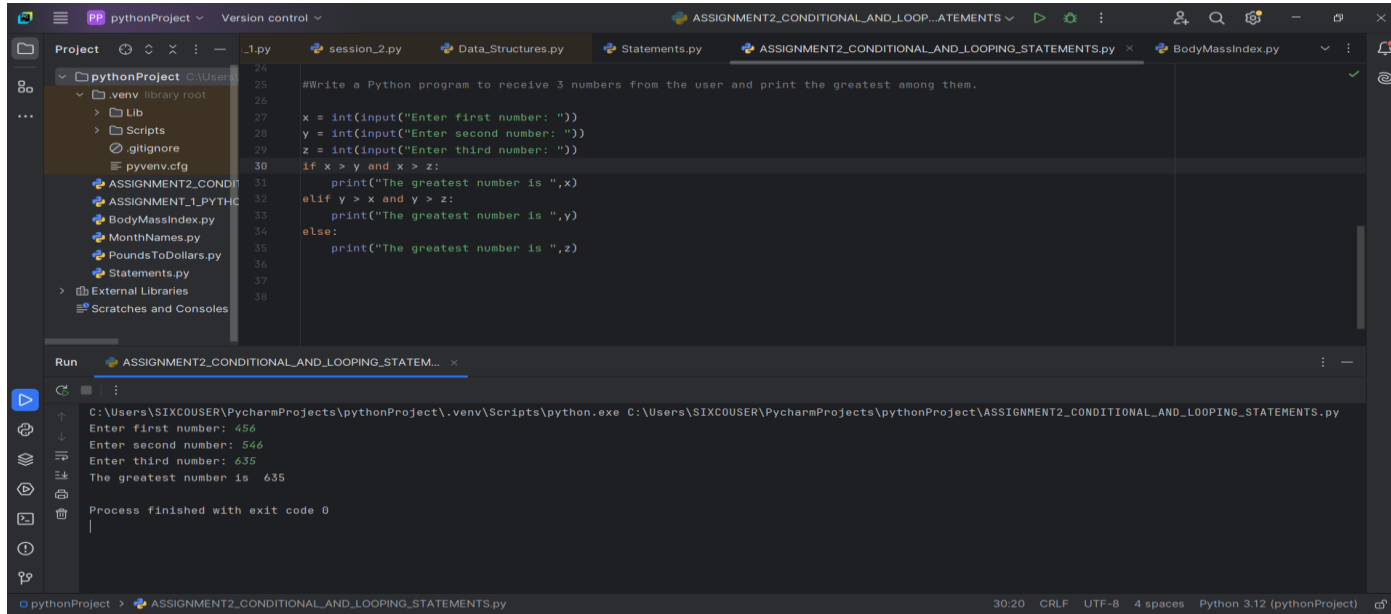 PP pythonProject Version control ASSIGNMENT2_CONDITIONAL_AND_LOOP...ATEMENTS
Project _1.py session_2.py Data_Structures.py Statements.py ASSIGNMENT2_CONDITIONAL_AND_LOOPING_STATEMENTS.py BodyMassIndex.py
pythonProject C:\Users\
.venv library root
Lib
Scripts
.gitignore
pyvenv.cfg
ASSIGNMENT2_CONDIT
ASSIGNMENT_1_PYTHO
BodyMassIndex.py
MonthNames.py
PoundsToDollars.py
Statements.py
External Libraries
Scratches and Consoles
24
25 #Write a Python program to receive 3 numbers from the user and print the greatest among them.
26
27 x = int(input("Enter first number: "))
28 y = int(input("Enter second number: "))
29 z = int(input("Enter third number: "))
30 if x > y and x > z:
31     print("The greatest number is ",x)
32 elif y > x and y > z:
33     print("The greatest number is ",y)
34 else:
35     print("The greatest number is ",z)
36
37
38
Run ASSIGNMENT2_CONDITIONAL_AND_LOOPING_STATEM...
C:\Users\SIXCOUSER\PycharmProjects\pythonProject\.venv\Scripts\python.exe C:\Users\SIXCOUSER\PycharmProjects\pythonProject\ASSIGNMENT2_CONDITIONAL_AND_LOOPING_STATEMENTS.py
Enter first number: 456
Enter second number: 546
Enter third number: 635
The greatest number is  635
Process finished with exit code 0
pythonProject > ASSIGNMENT2_CONDITIONAL_AND_LOOPING_STATEMENTS.py 30:20 CRLF UTF-8 4 spaces Python 3.12 (pythonProject)